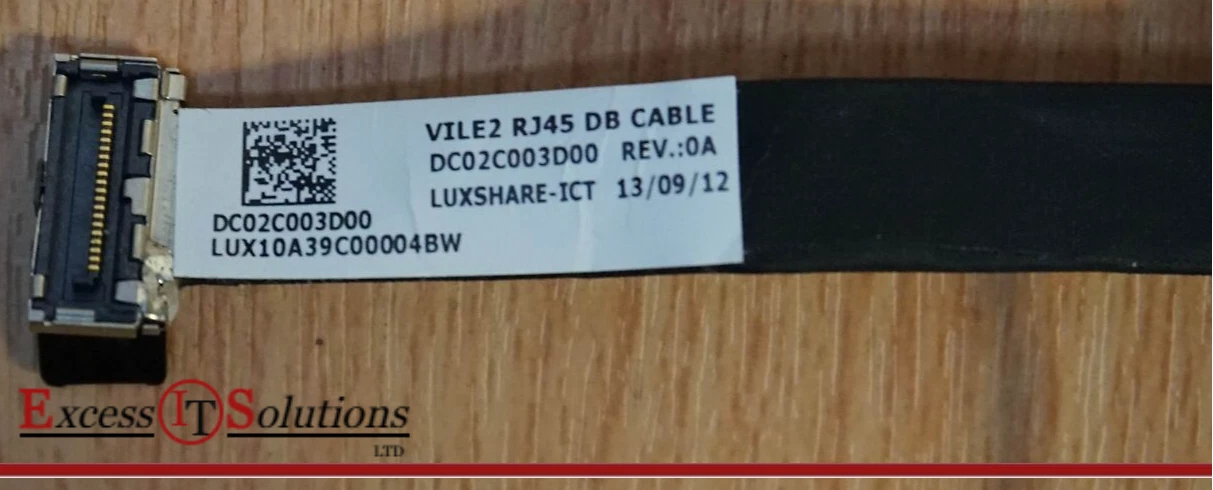 VILE2 RJ45 DB CABLE
DC02C003D00 REV.:0A
LUXSHARE-ICT 13/09/12
DC02C003D00
LUX10A39C00004BW
Excess IT Solutions
LTD